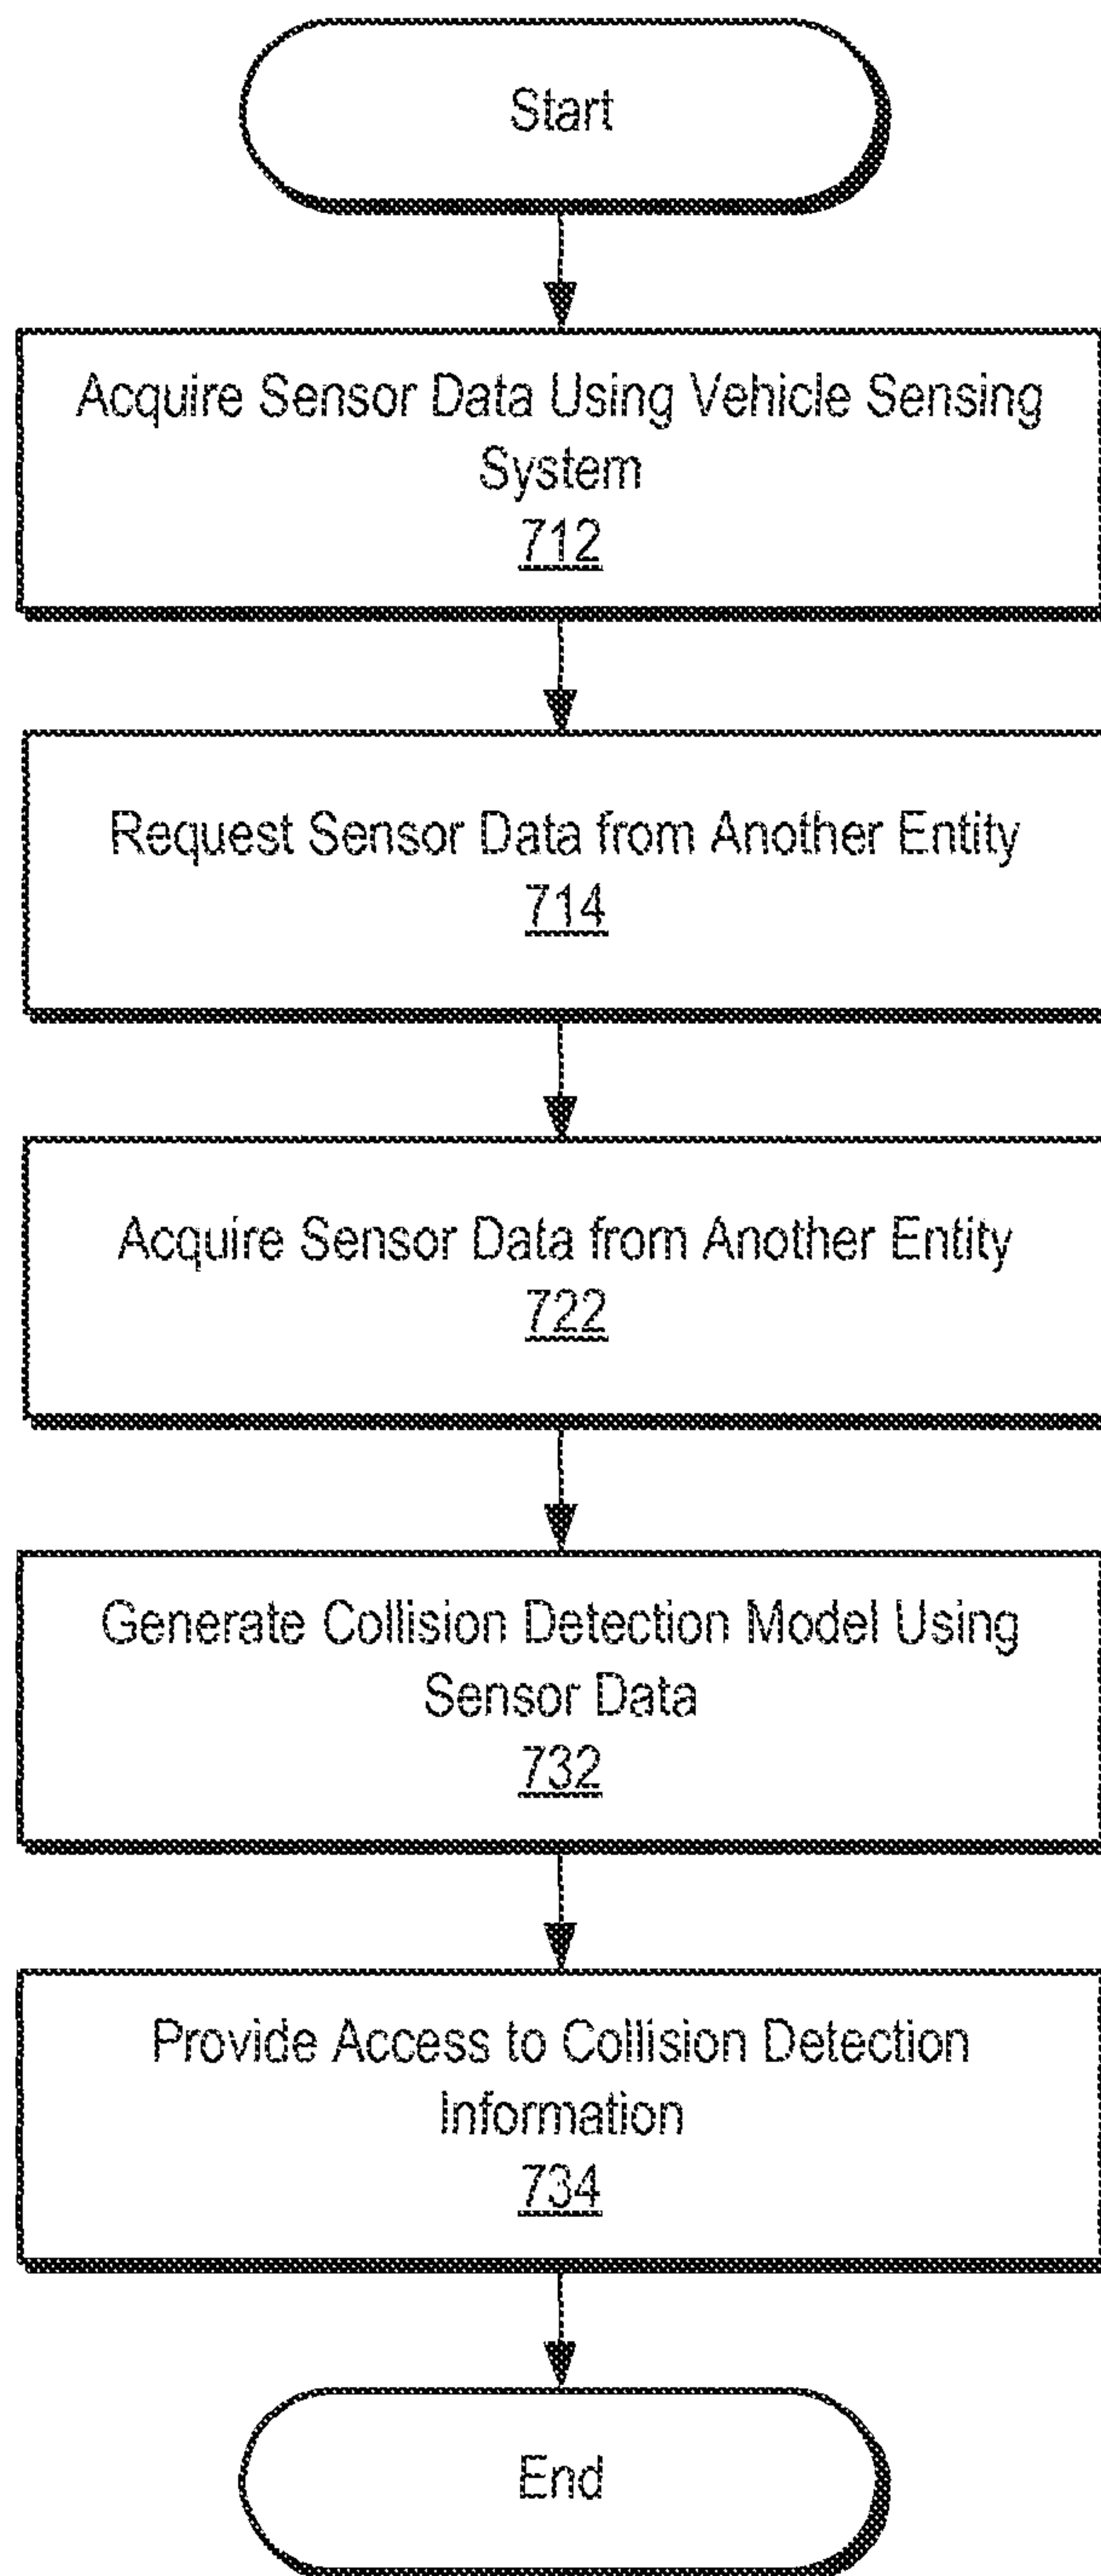 Start
Acquire Sensor Data Using Vehicle Sensing
System
712
Request Sensor Data from Another Entity
714
Acquire Sensor Data from Another Entity
722
Generate Collision Detection Model Using
Sensor Data
732
Provide Access to Collision Detection
Information
734
End